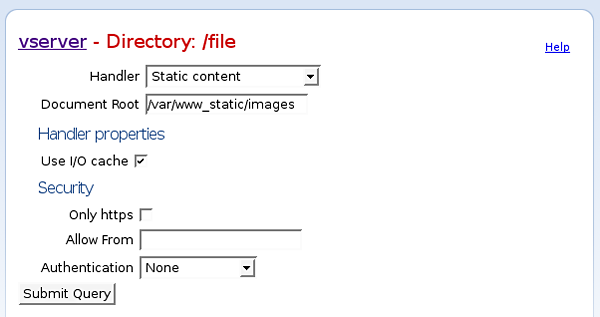 vserver - Directory: /file
Help
Handler Static content
Document Root /var/www_static/images
Handler properties
Use I/O cache
Security
Only https
Allow From
Authentication None
Submit Query